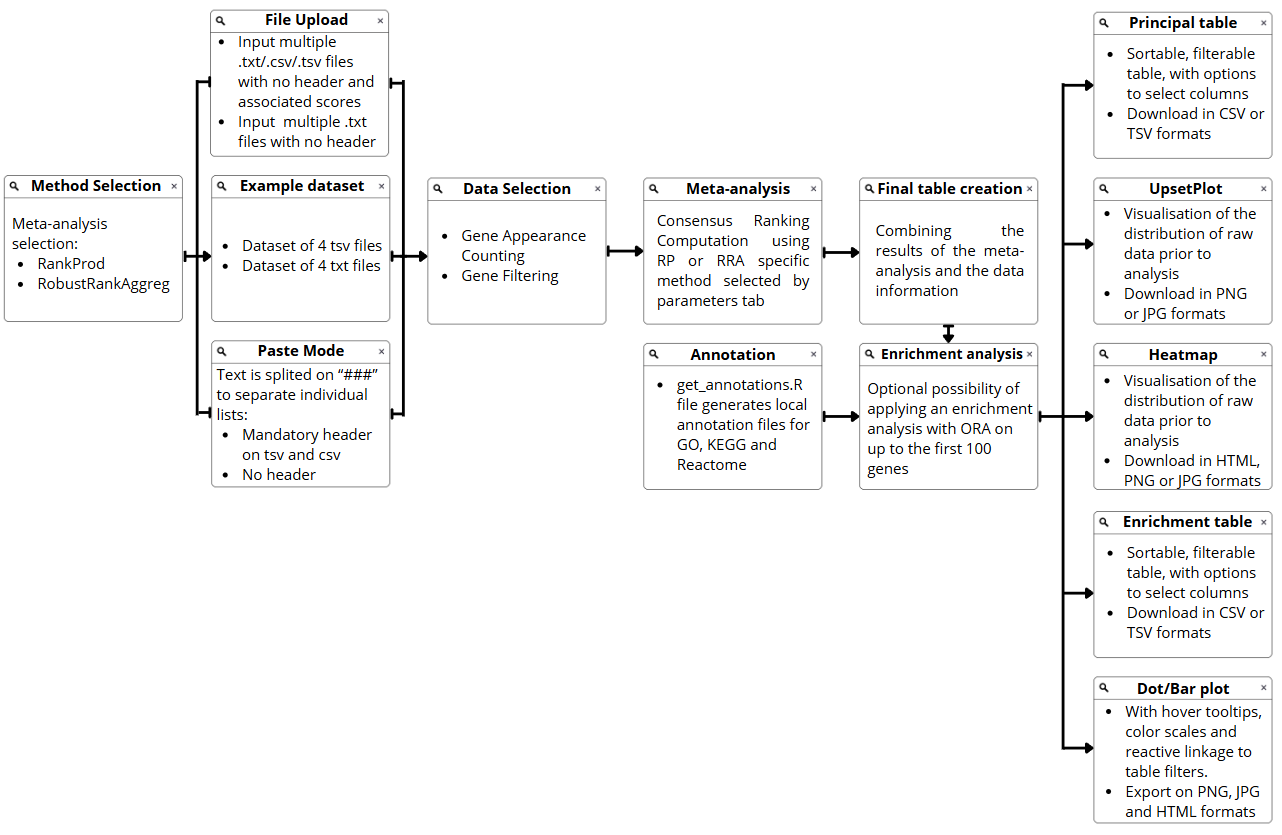 Method Selection
Meta-analysis
selection:
• RankProd
• RobustRankAggreg
File Upload
• Input multiple
.txt/.csv/.tsv files
with no header and
associated scores
• Input multiple .txt
files with no header
Example dataset
• Dataset of 4 tsv files
• Dataset of 4 txt files
Paste Mode
Text is splited on “###”
to separate individual
lists:
• Mandatory header
on tsv and csv
• No header
Data Selection
• Gene Appearance
Counting
• Gene Filtering
Meta-analysis
Consensus Ranking
Computation using
RP or RRA specific
method selected by
parameters tab
Final table creation
Combining the
results of the meta-
analysis and the data
information
Annotation
• get_annotations.R
file generates local
annotation files for
GO, KEGG and
Reactome
Enrichment analysis
Optional possibility of
applying an enrichment
analysis with ORA on
up to the first 100
genes
Principal table
• Sortable, filterable
table, with options
to select columns
• Download in CSV or
TSV formats
UpsetPlot
• Visualisation of the
distribution of raw
data prior to
analysis
• Download in PNG
or JPG formats
Heatmap
• Visualisation of the
distribution of raw
data prior to
analysis
• Download in HTML,
PNG or JPG formats
Enrichment table
• Sortable, filterable
table, with options
to select columns
• Download in CSV or
TSV formats
Dot/Bar plot
• With hover tooltips,
color scales and
reactive linkage to
table filters.
• Export on PNG, JPG
and HTML formats